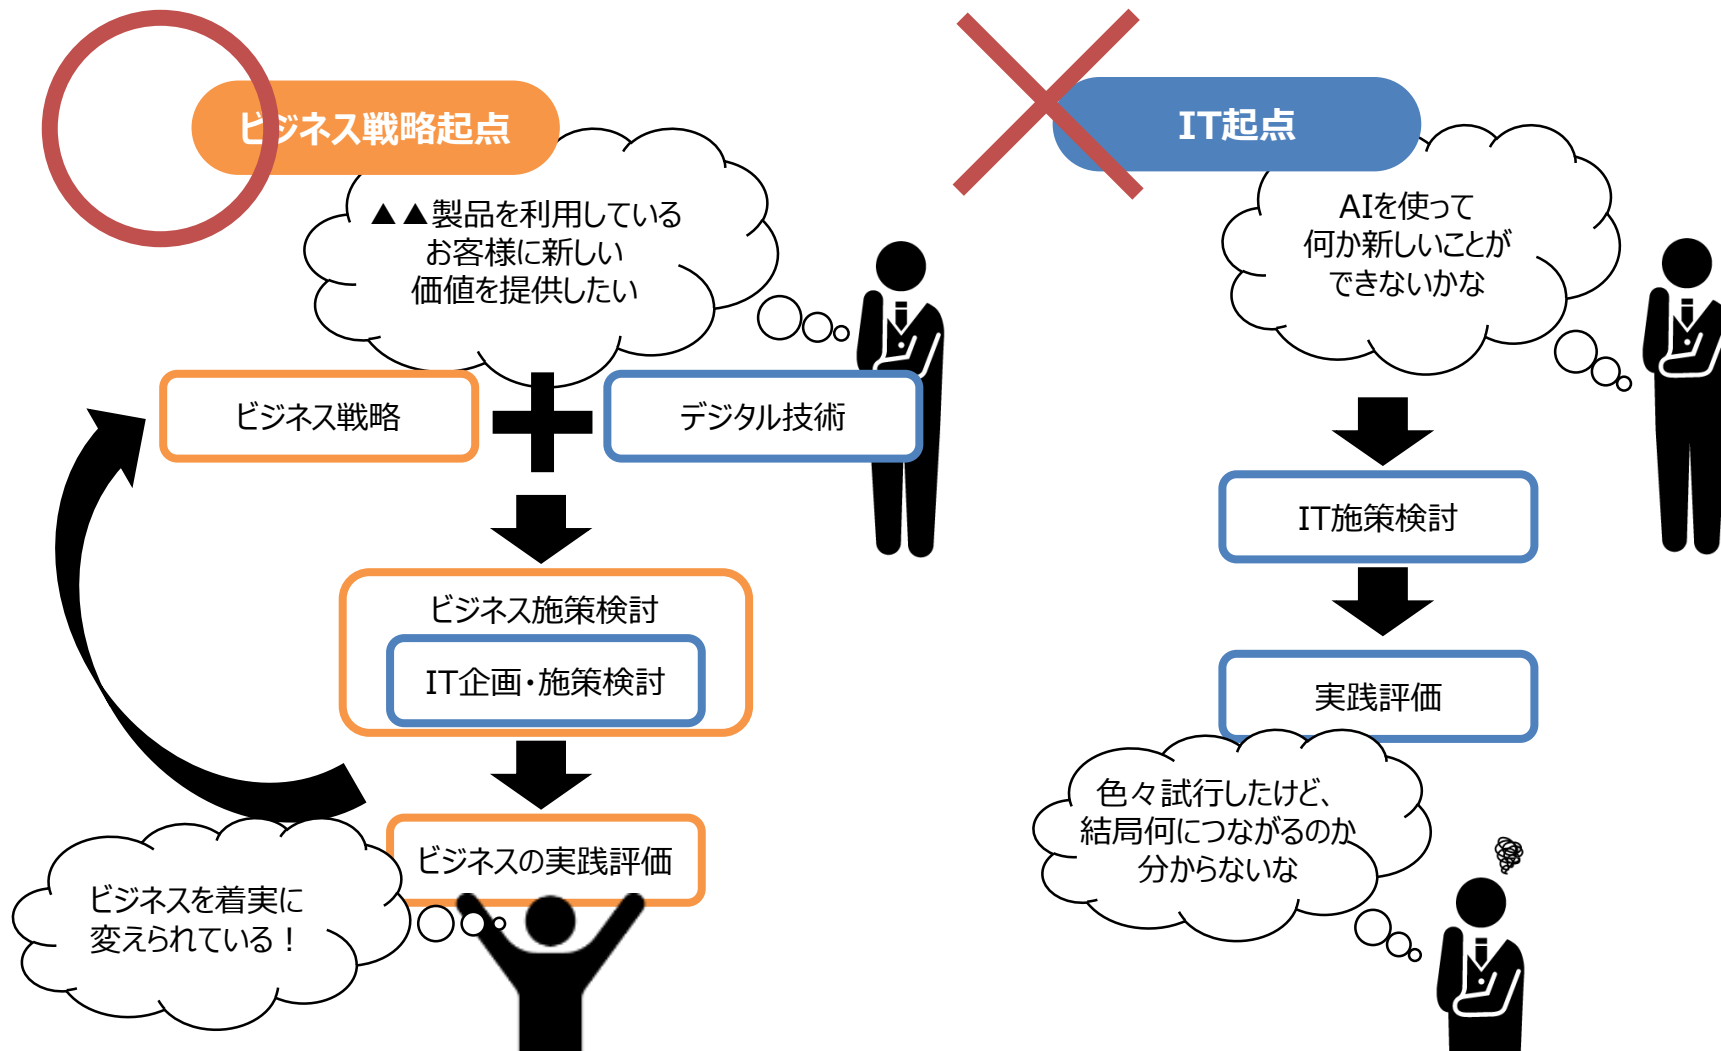 ビジネス戦略起点
▲▲製品を利用している
お客様に新しい
価値を提供したい
ビジネス戦略
デジタル技術
ビジネス施策検討
IT企画・施策検討
ビジネスの実践評価
ビジネスを着実に
変えられている！
IT起点
AIを使って
何か新しいことが
できないかな
IT施策検討
実践評価
色々試行したけど、
結局何につながるのか
分からないな